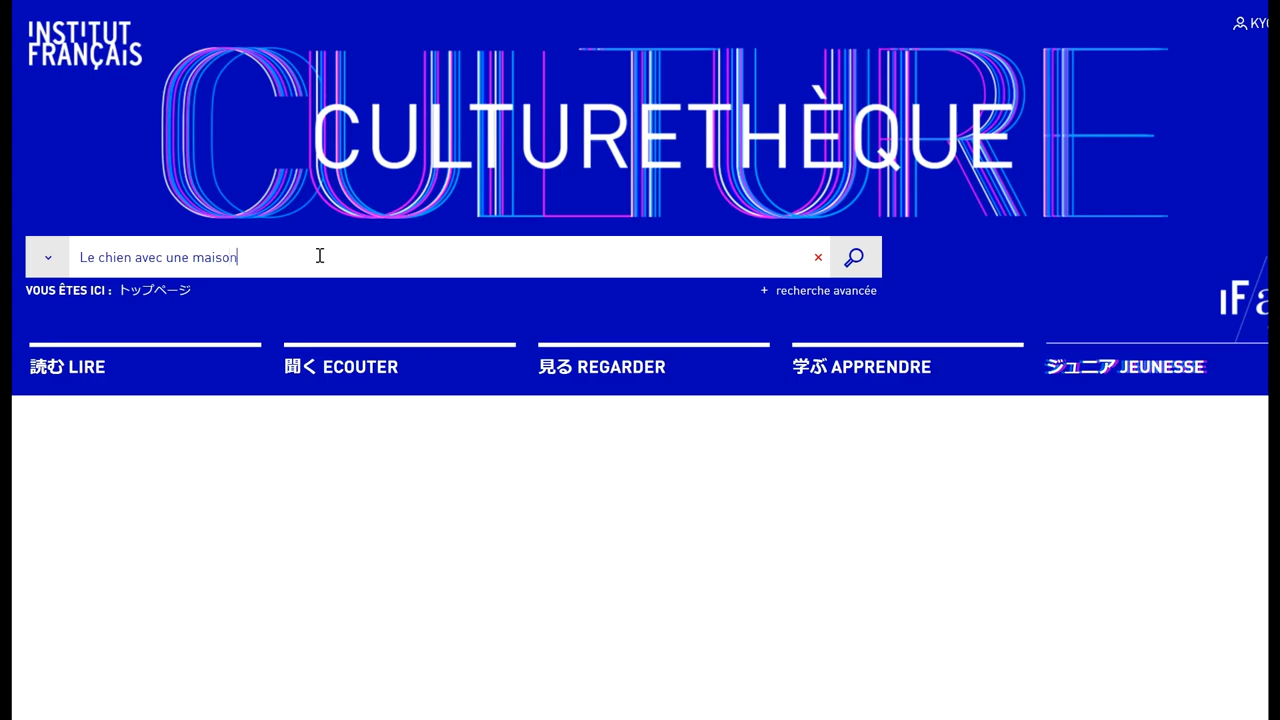 INSTITUT
FRANÇAIS
CULTURE
CULTURETHÈQUE
Le chien avec une maison
VOUS ÊTES ICI : トップページ
+ recherche avancée
読む LIRE
聞く ECOUTER
見る REGARDER
学ぶ APPRENDRE
ジュニア JEUNESSE